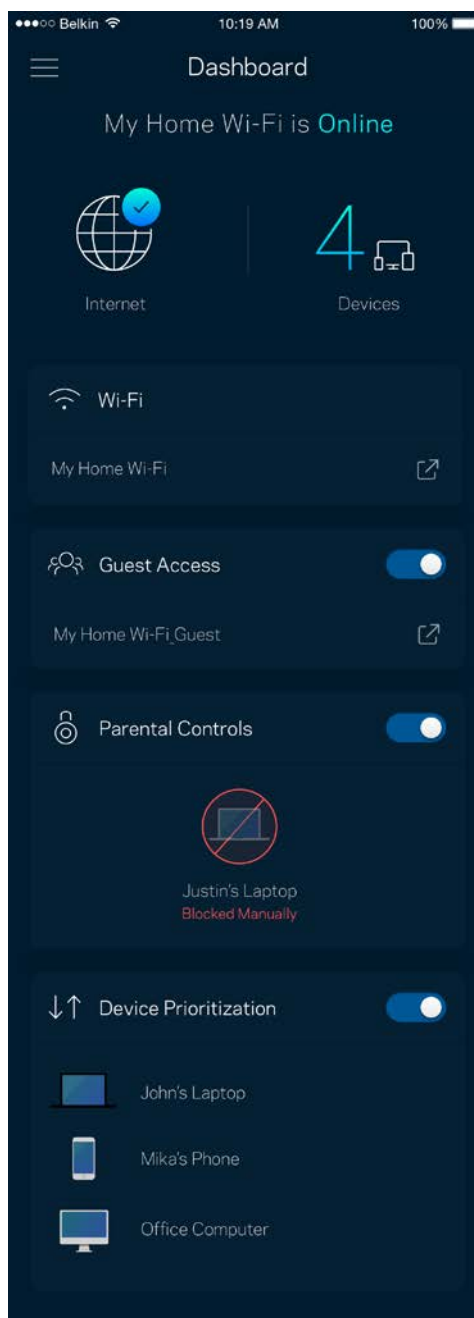 Belkin 10:19 AM 100%
Dashboard
My Home Wi-Fi is Online
4
Internet Devices
Wi-Fi
My Home Wi-Fi
Guest Access
My Home Wi-Fi_Guest
Parental Controls
Justin's Laptop
Blocked Manually
Device Prioritization
John's Laptop
Mika's Phone
Office Computer